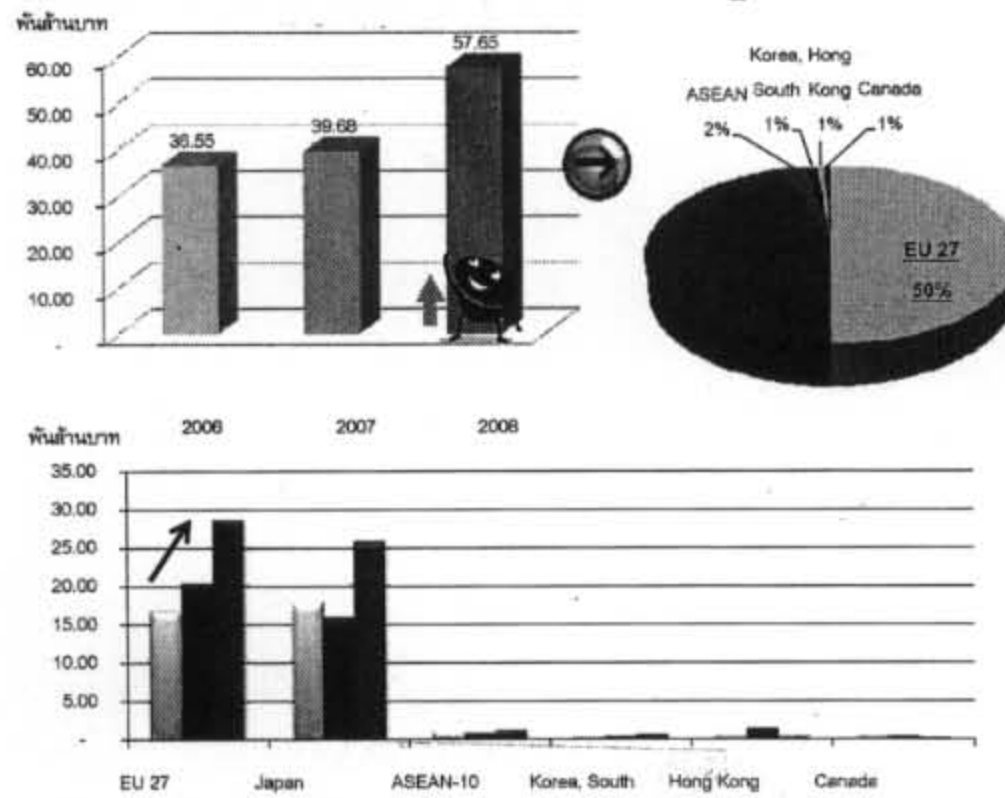 พันล้านบาท
57.65
60.00
50.00
40.00
30.00
20.00
10.00
-
36.55
39.68
Korea, Hong
ASEAN South Kong Canada
2% 1% 1% 1%
EU 27
50%
2006 2007 2008
พันล้านบาท
35.00
30.00
25.00
20.00
15.00
10.00
5.00
-
EU 27 Japan ASEAN-10 Korea, South Hong Kong Canada